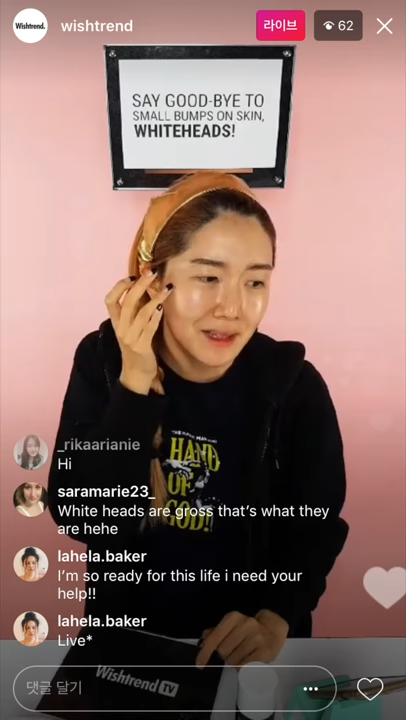 Wishtrend.
wishtrend
라이브
62
SAY GOOD-BYE TO
SMALL BUMPS ON SKIN,
WHITEHEADS!
HAND
OF
GOD!!
_rikaarianie
Hi
saramarie23_
White heads are gross that’s what they
are hehe
lahela.baker
I’m so ready for this life i need your
help!!
lahela.baker
Live*
Wishtrend TV
댓글 달기